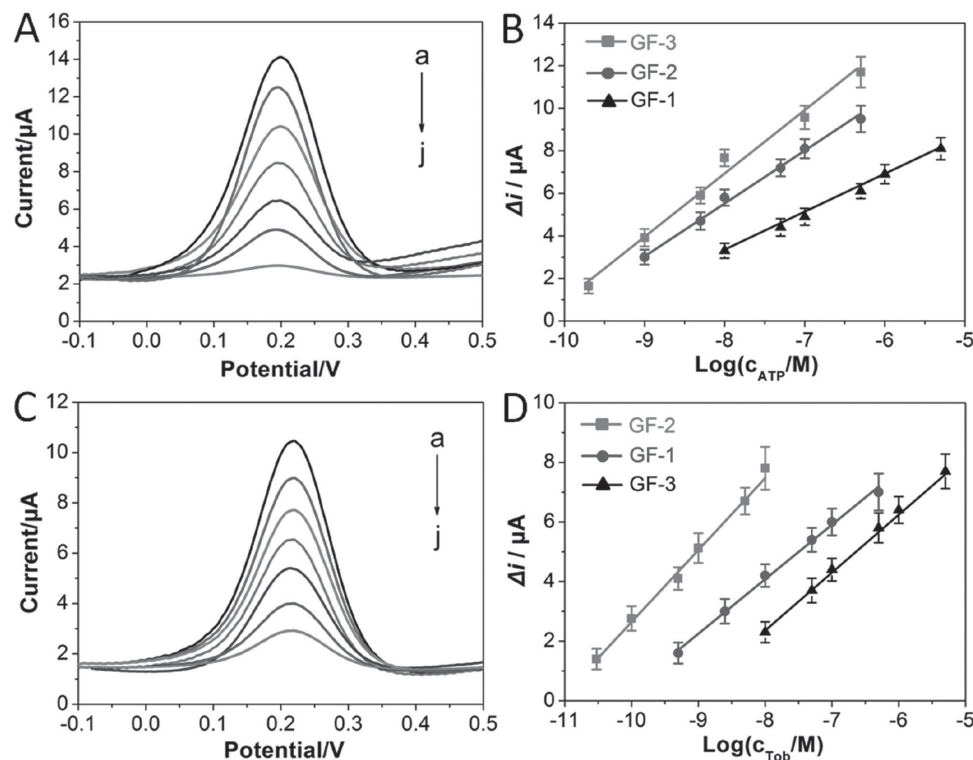 A
16
14
12
10
8
6
4
2
0
Current/µA
a
j
-0.1 0.0 0.1 0.2 0.3 0.4 0.5
Potential/V
B
14
12
10
8
6
4
2
0
Δi / µA
GF-3
GF-2
GF-1
-10 -9 -8 -7 -6 -5
Log(c_ATP/M)
C
12
10
8
6
4
2
0
Current/µA
a
j
-0.1 0.0 0.1 0.2 0.3 0.4 0.5
Potential/V
D
10
8
6
4
2
0
Δi / µA
GF-2
GF-1
GF-3
-11 -10 -9 -8 -7 -6 -5
Log(c_Tob/M)